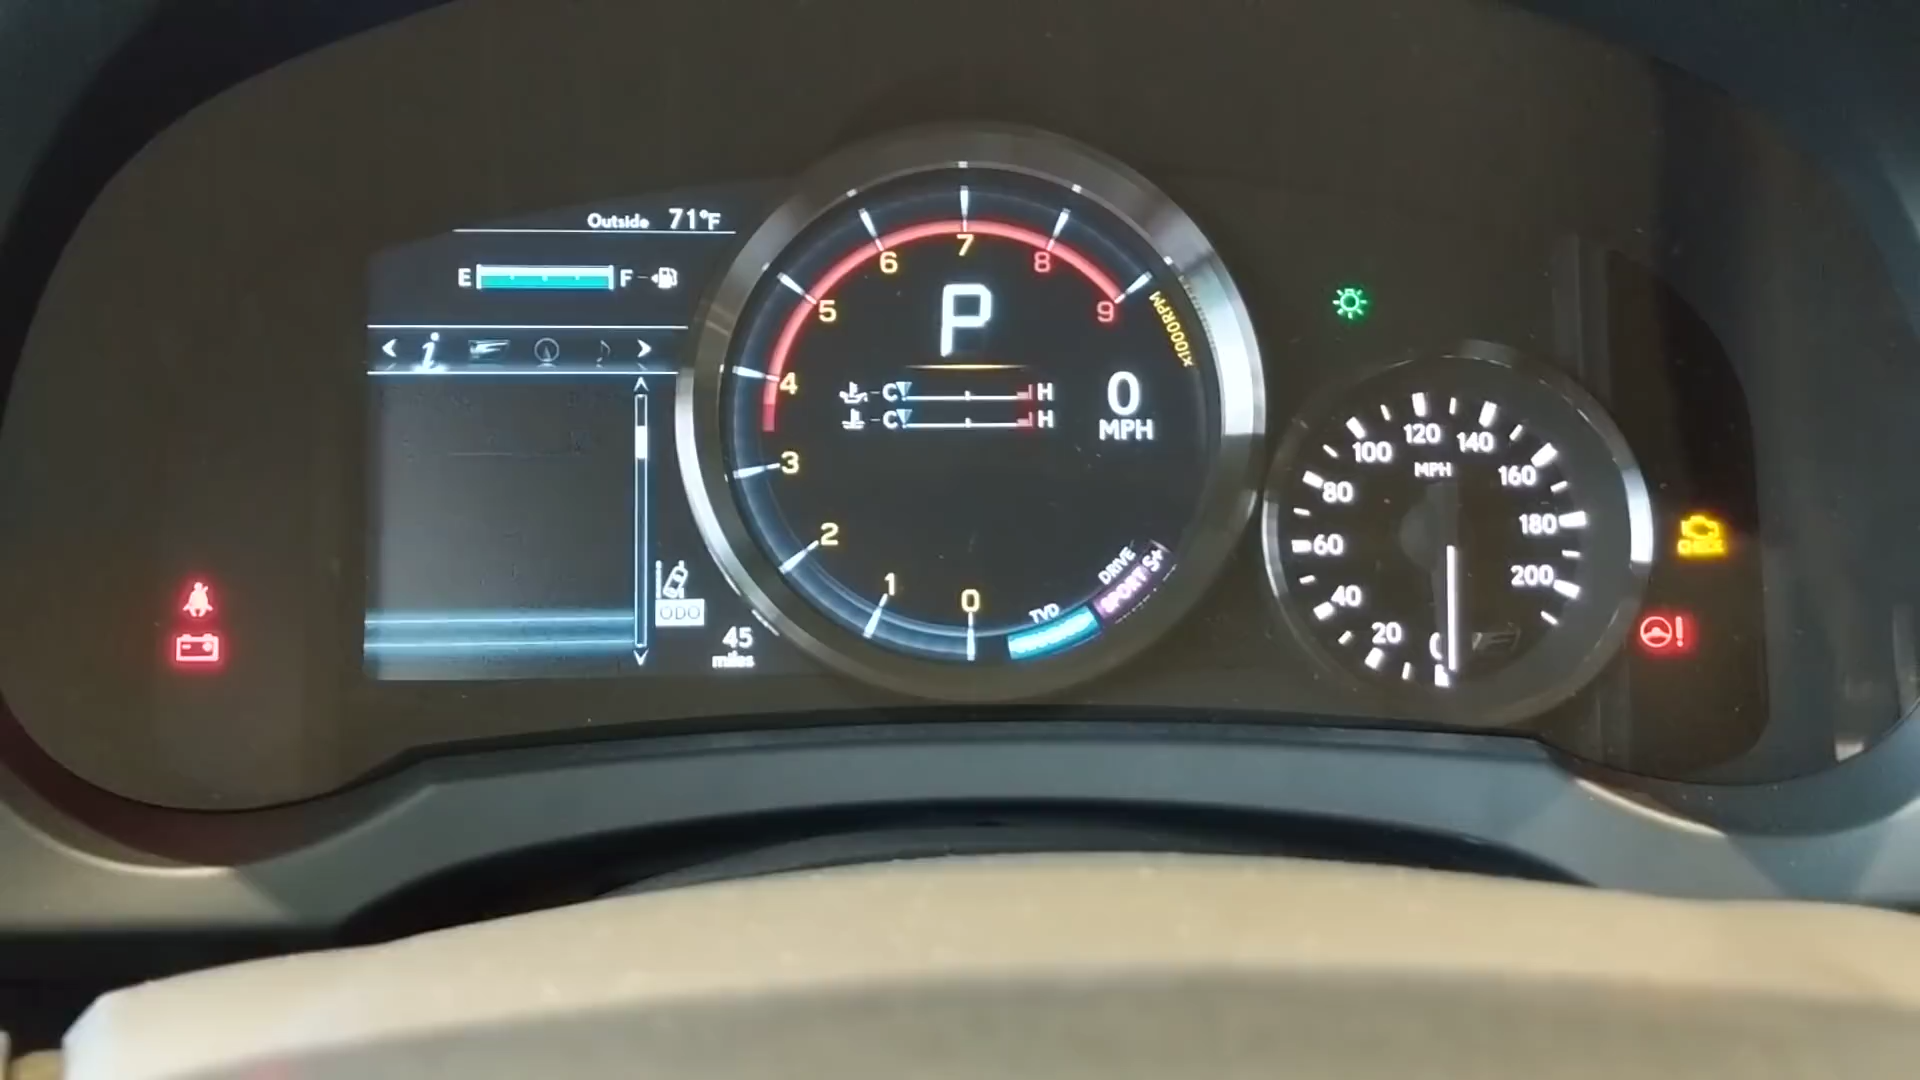 Outside 71°F
E F
i
ODO
45
miles
P
C H
C H
0
MPH
0
1
2
3
4
5
6
7
8
9
x1000RPM
DRIVE
SPORT S+
TVD
0
20
40
60
80
100
120
140
160
180
200
MPH
CHECK
!